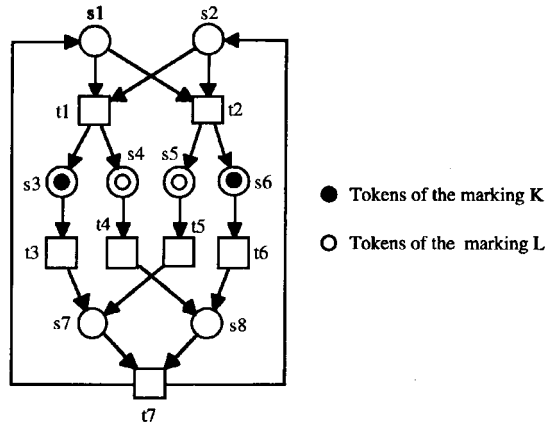 s1 s2
t1 t2
s4 s5
s3 s6
Tokens of the marking K
t4 t5
Tokens of the marking L
t3 t6
s7 s8
t7